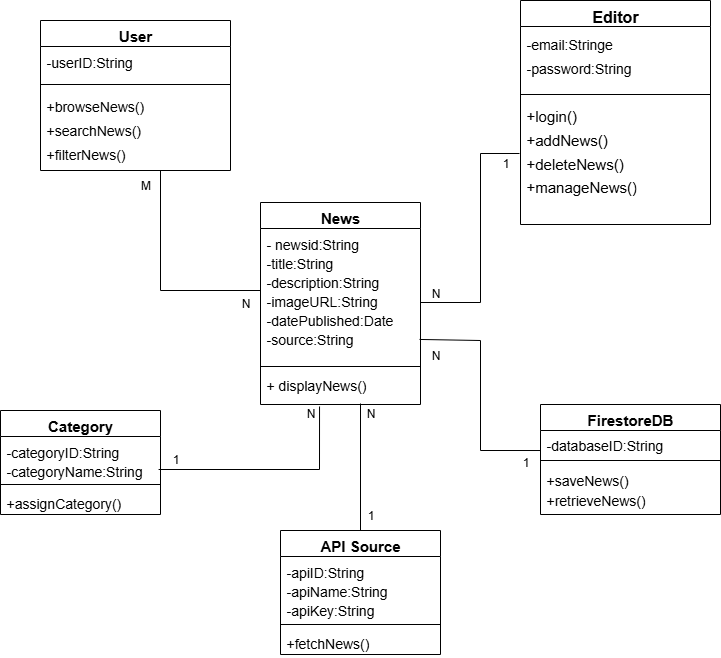 User
-userID:String
+browseNews()
+searchNews()
+filterNews()
M
N
Editor
-email:Stringe
-password:String
+login()
+addNews()
+deleteNews()
+manageNews()
1
N
News
- newsid:String
-title:String
-description:String
-imageURL:String
-datePublished:Date
-source:String
+ displayNews()
N
N
N
1
Category
-categoryID:String
-categoryName:String
+assignCategory()
1
FirestoreDB
-databaseID:String
+saveNews()
+retrieveNews()
1
API Source
-apiID:String
-apiName:String
-apiKey:String
+fetchNews()